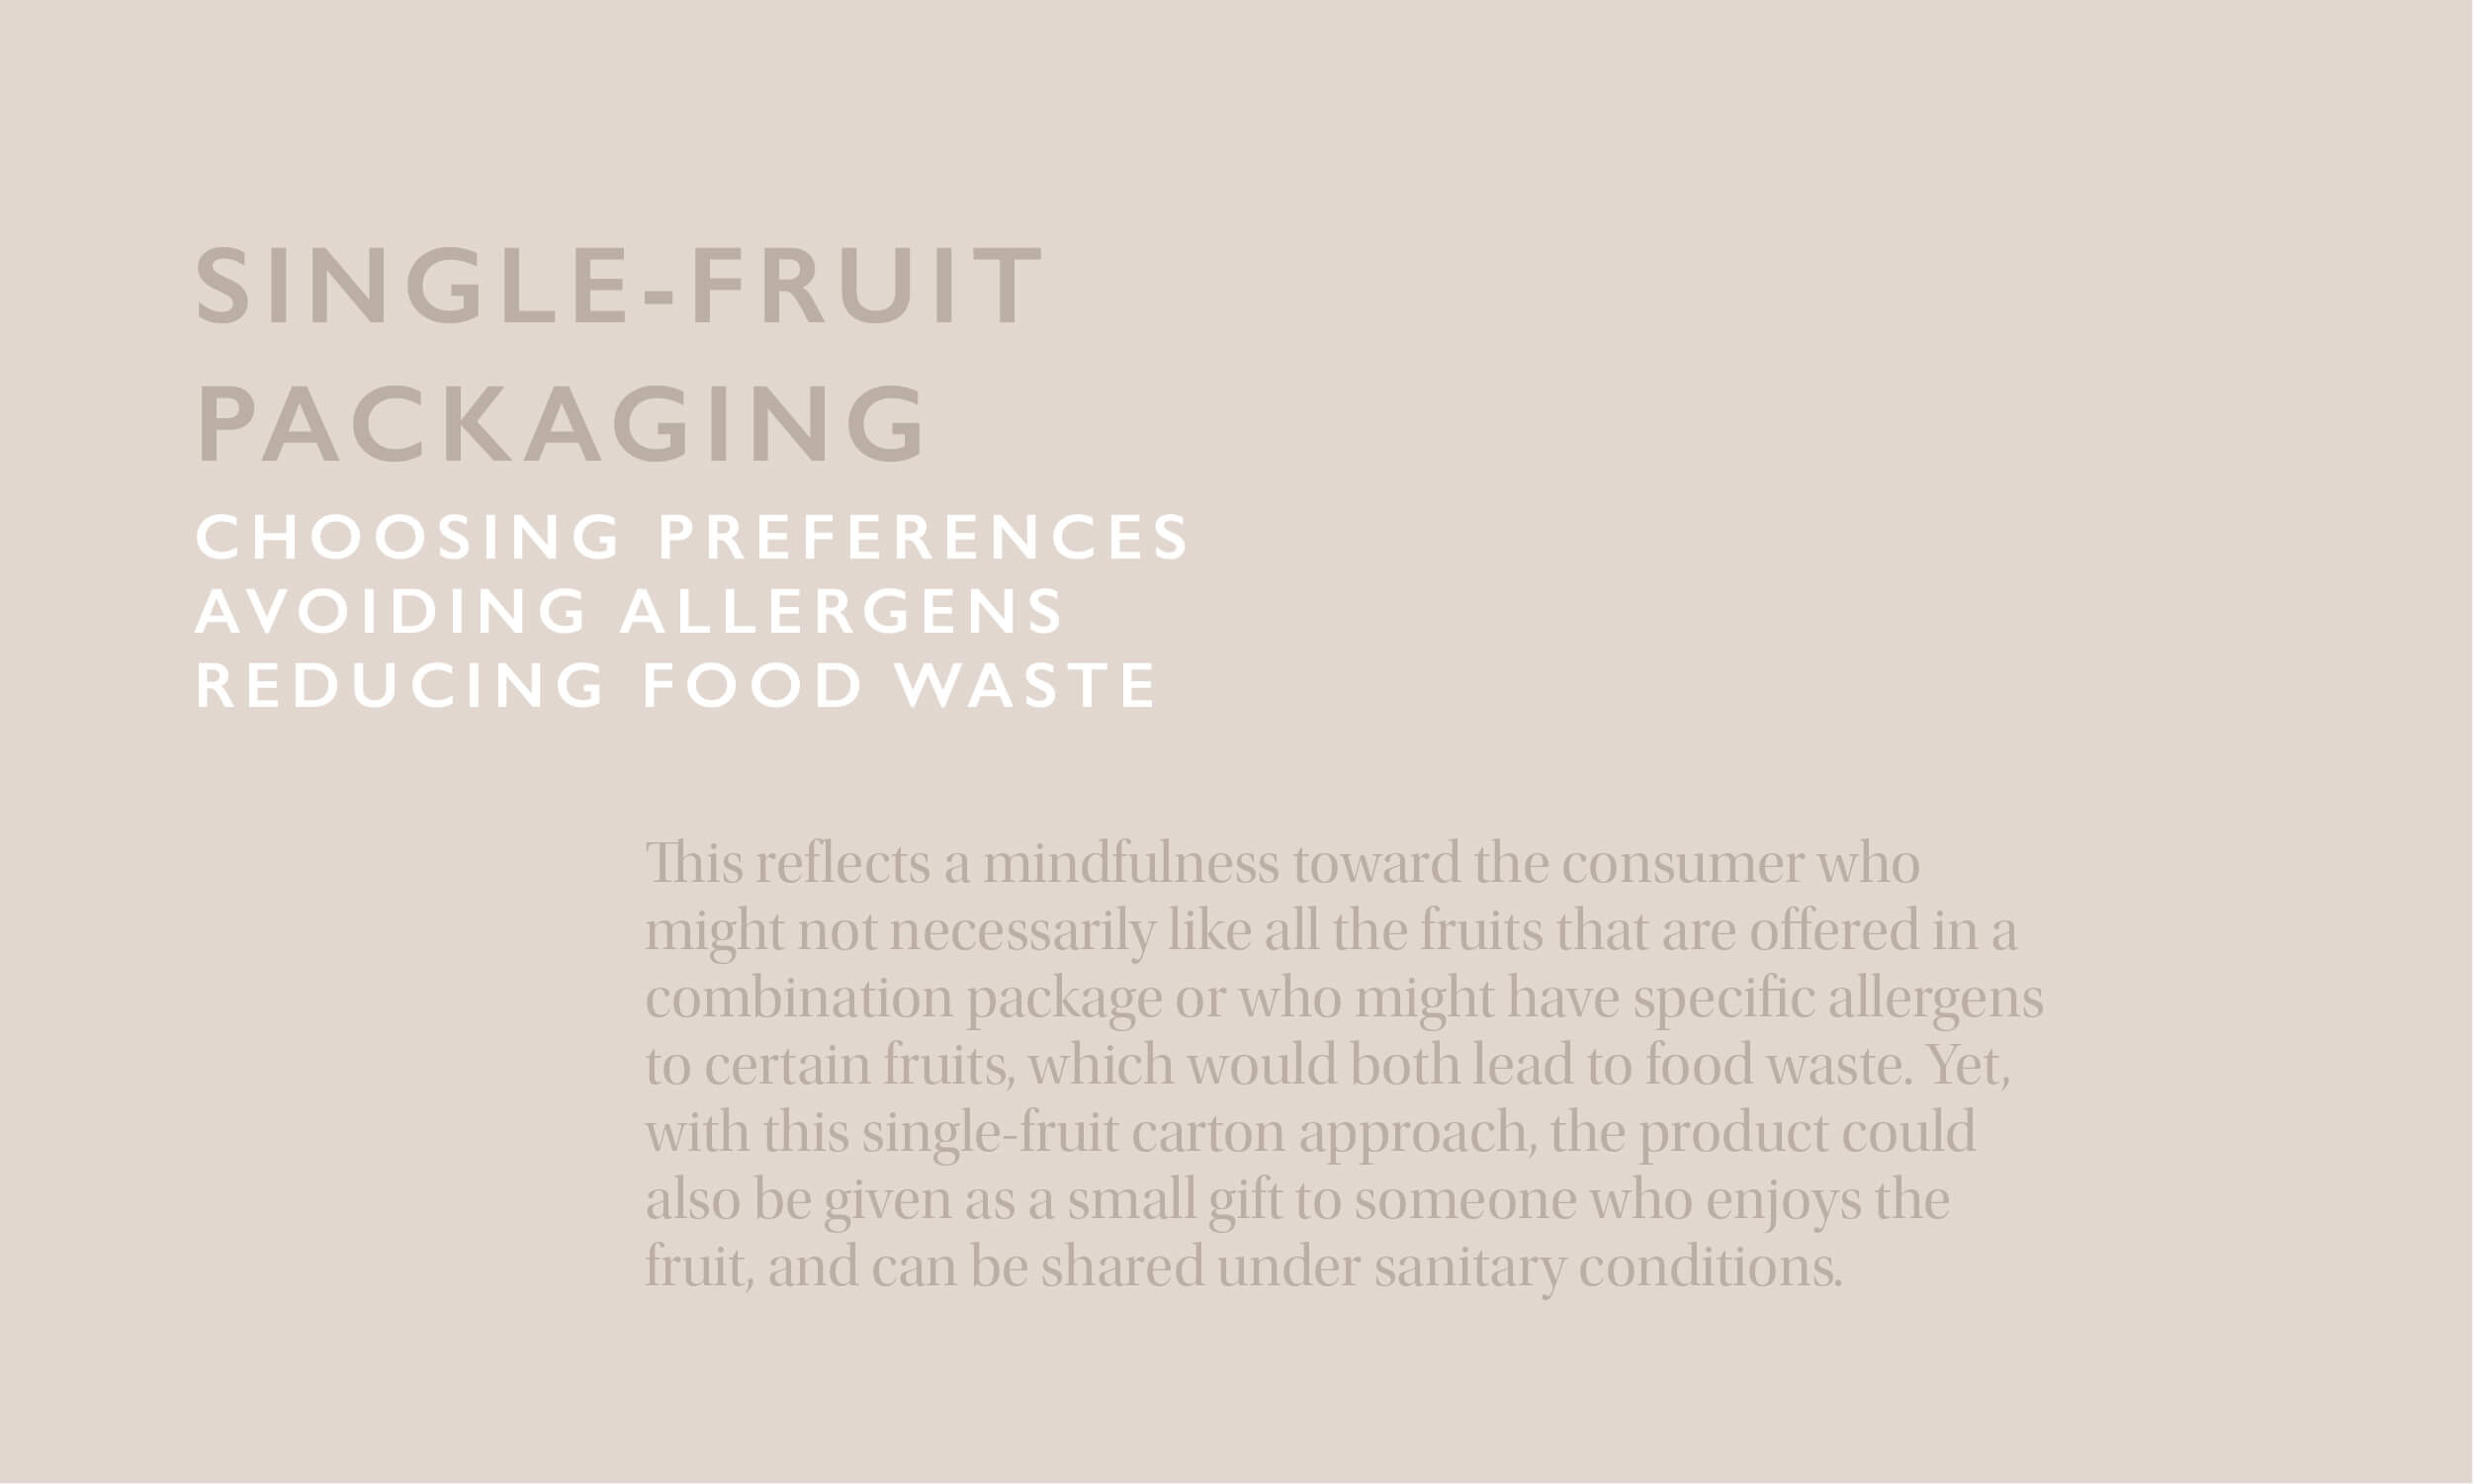 SINGLE-FRUIT
PACKAGING
CHOOSING PREFERENCES
AVOIDING ALLERGENS
REDUCING FOOD WASTE
This reflects a mindfulness toward the consumer who
might not necessarily like all the fruits that are offered in a
combination package or who might have specific allergens
to certain fruits, which would both lead to food waste. Yet,
with this single-fruit carton approach, the product could
also be given as a small gift to someone who enjoys the
fruit, and can be shared under sanitary conditions.